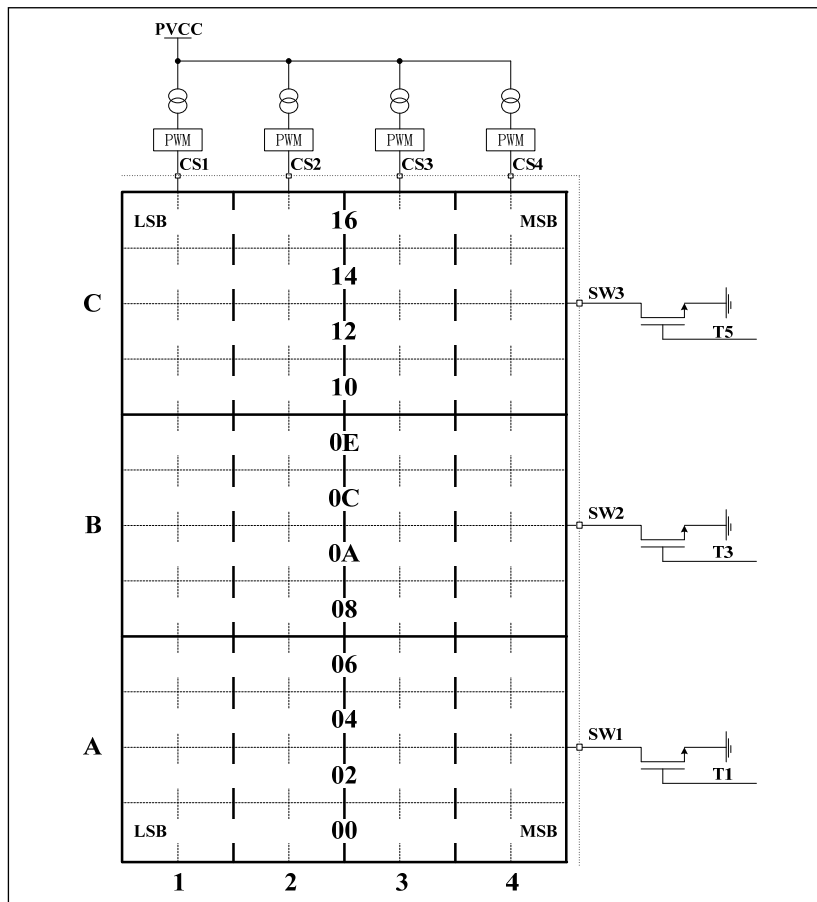 PVCC
PWM PWM PWM PWM
CS1 CS2 CS3 CS4
LSB 16 MSB
14
C SW3
12 T5
10
0E
0C
B SW2
0A T3
08
06
04
A SW1
02 T1
LSB 00 MSB
1 2 3 4